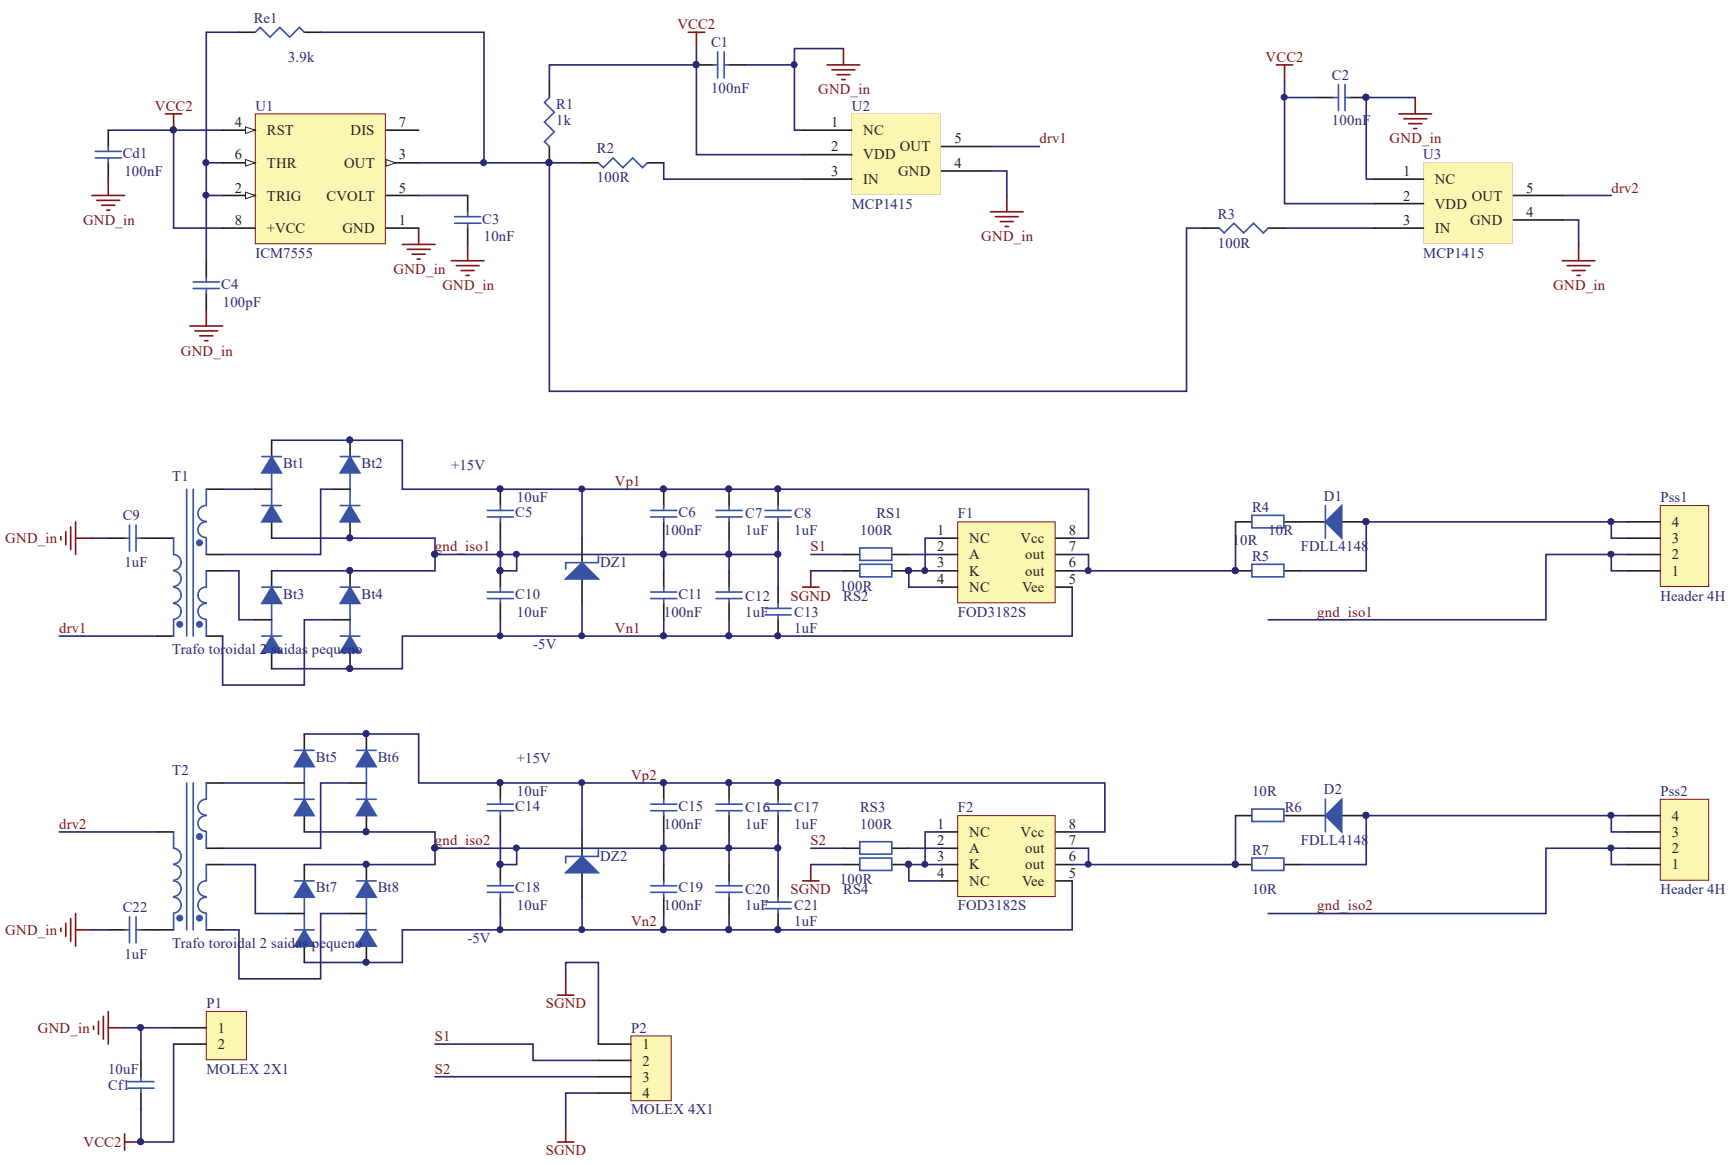 Re1
3.9k
VCC2
U1
4 RST DIS 7
6 THR OUT 3
2 TRIG CVOLT 5
8 +VCC GND 1
ICM7555
Cd1
100nF
GND_in
C3
10nF
GND_in
GND_in
C4
100pF
GND_in
R1
1k
R2
100R
VCC2
C1
100nF
GND_in
U2
1 NC
2 VDD OUT 5
3 IN GND 4
MCP1415
drv1
GND_in
VCC2
C2
100nF
GND_in
U3
1 NC
2 VDD OUT 5
3 IN GND 4
MCP1415
drv2
GND_in
R3
100R
T1
Bt1
Bt2
Bt3
Bt4
C9
1uF
GND_in
drv1
Trafo toroidal 2 saidas pequeno
+15V
10uF
C5
gnd_iso1
C10
10uF
-5V
DZ1
Vp1
C6
100nF
C7
1uF
C8
1uF
C11
100nF
C12
1uF
C13
1uF
Vn1
RS1
100R
S1
SGND
100R
RS2
F1
1 NC Vcc 8
2 A out 7
3 K out 6
4 NC Vee 5
FOD3182S
R4
10R
10R
R5
D1
FDLL4148
gnd_iso1
Pss1
4
3
2
1
Header 4H
T2
Bt5
Bt6
Bt7
Bt8
drv2
C22
1uF
GND_in
Trafo toroidal 2 saidas pequeno
+15V
10uF
C14
gnd_iso2
C18
10uF
-5V
DZ2
Vp2
C15
100nF
C16
1uF
C17
1uF
C19
100nF
C20
1uF
C21
1uF
Vn2
RS3
100R
S2
SGND
100R
RS4
F2
1 NC Vcc 8
2 A out 7
3 K out 6
4 NC Vee 5
FOD3182S
10R
R6
R7
10R
D2
FDLL4148
gnd_iso2
Pss2
4
3
2
1
Header 4H
P1
GND_in
1
2
MOLEX 2X1
10uF
Cf1
VCC2
SGND
P2
S1
S2
1
2
3
4
MOLEX 4X1
SGND